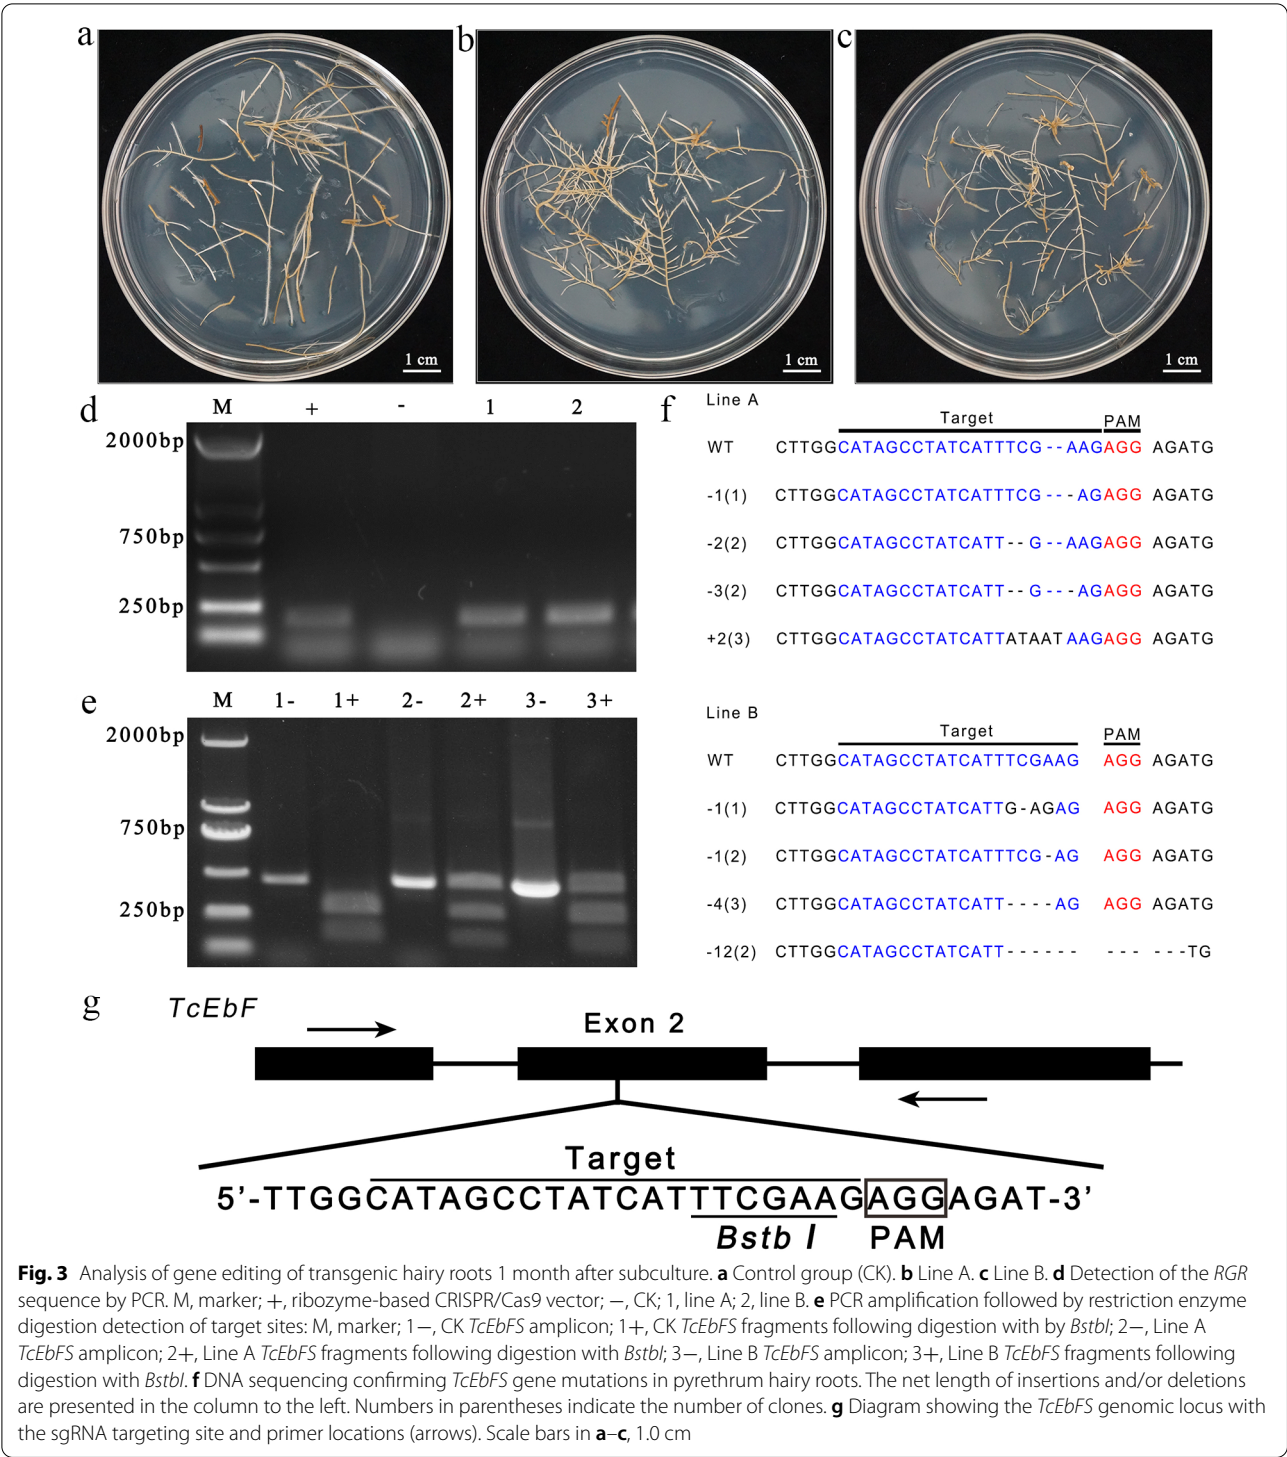 a
b
c
1 cm
1 cm
1 cm
d
M + - 1 2
2000bp
750bp
250bp
e
M 1- 1+ 2- 2+ 3- 3+
2000bp
750bp
250bp
f
Line A
Target PAM
WT CTTGGCATAGCCTATCATTTCG--AAGAGG AGATG
-1(1) CTTGGCATAGCCTATCATTTCG---AGAGG AGATG
-2(2) CTTGGCATAGCCTATCATT--G--AAGAGG AGATG
-3(2) CTTGGCATAGCCTATCATT--G---AGAGG AGATG
+2(3) CTTGGCATAGCCTATCATTATAATAAGAGG AGATG
Line B
Target PAM
WT CTTGGCATAGCCTATCATTTCGAAG AGG AGATG
-1(1) CTTGGCATAGCCTATCATTG-AGAG AGG AGATG
-1(2) CTTGGCATAGCCTATCATTTCG-AG AGG AGATG
-4(3) CTTGGCATAGCCTATCATT----AG AGG AGATG
-12(2) CTTGGCATAGCCTATCATT------ --- ---TG
g
TcEbF
Exon 2
Target
5’-TTGGCATAGCCTATCATTTCGAAGAGGAGAT-3’
Bstb I PAM
Fig. 3 Analysis of gene editing of transgenic hairy roots 1 month after subculture. a Control group (CK). b Line A. c Line B. d Detection of the RGR
sequence by PCR. M, marker; +, ribozyme-based CRISPR/Cas9 vector; −, CK; 1, line A; 2, line B. e PCR amplification followed by restriction enzyme
digestion detection of target sites: M, marker; 1−, CK TcEbFS amplicon; 1+, CK TcEbFS fragments following digestion with by BstbI; 2−, Line A
TcEbFS amplicon; 2+, Line A TcEbFS fragments following digestion with BstbI; 3−, Line B TcEbFS amplicon; 3+, Line B TcEbFS fragments following
digestion with BstbI. f DNA sequencing confirming TcEbFS gene mutations in pyrethrum hairy roots. The net length of insertions and/or deletions
are presented in the column to the left. Numbers in parentheses indicate the number of clones. g Diagram showing the TcEbFS genomic locus with
the sgRNA targeting site and primer locations (arrows). Scale bars in a–c, 1.0 cm